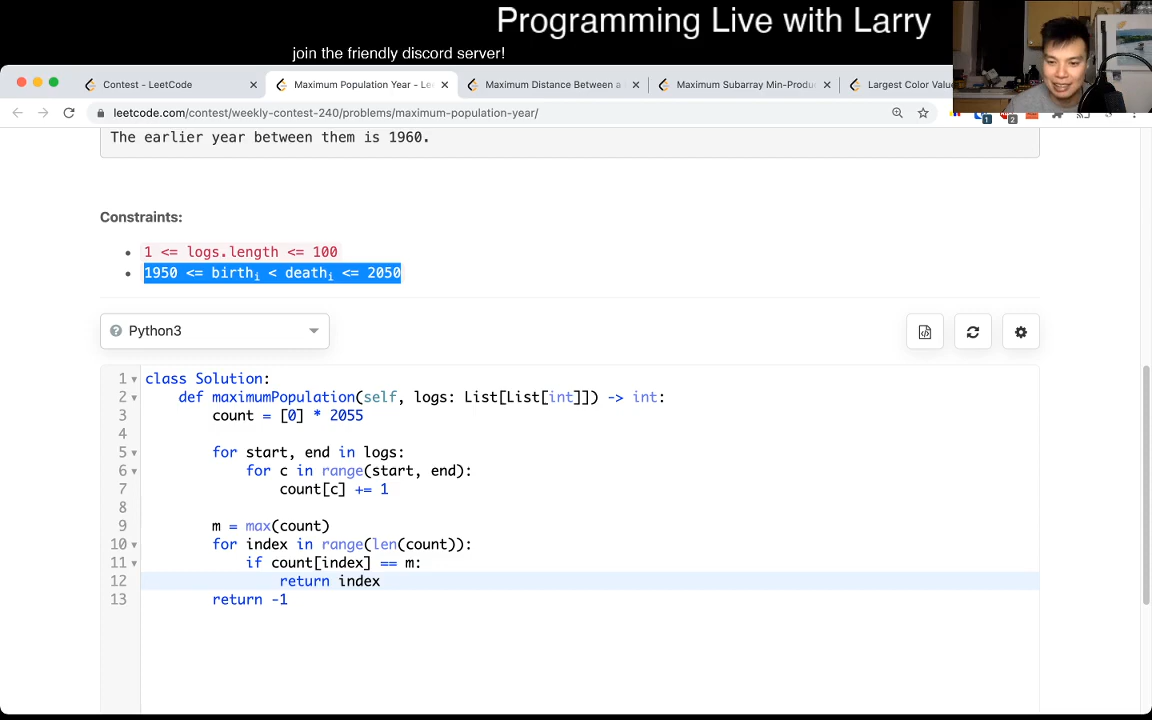 Programming Live with Larry
join the friendly discord server!
Contest - LeetCode
Maximum Population Year - Le
Maximum Distance Between a
Maximum Subarray Min-Produ
Largest Color Valu
leetcode.com/contest/weekly-contest-240/problems/maximum-population-year/
1
2
The earlier year between them is 1960.
Constraints:
1 <= logs.length <= 100
1950 <= birthi < deathi <= 2050
Python3
1 class Solution:
2 def maximumPopulation(self, logs: List[List[int]]) -> int:
3 count = [0] * 2055
4
5 for start, end in logs:
6 for c in range(start, end):
7 count[c] += 1
8
9 m = max(count)
10 for index in range(len(count)):
11 if count[index] == m:
12 return index
13 return -1